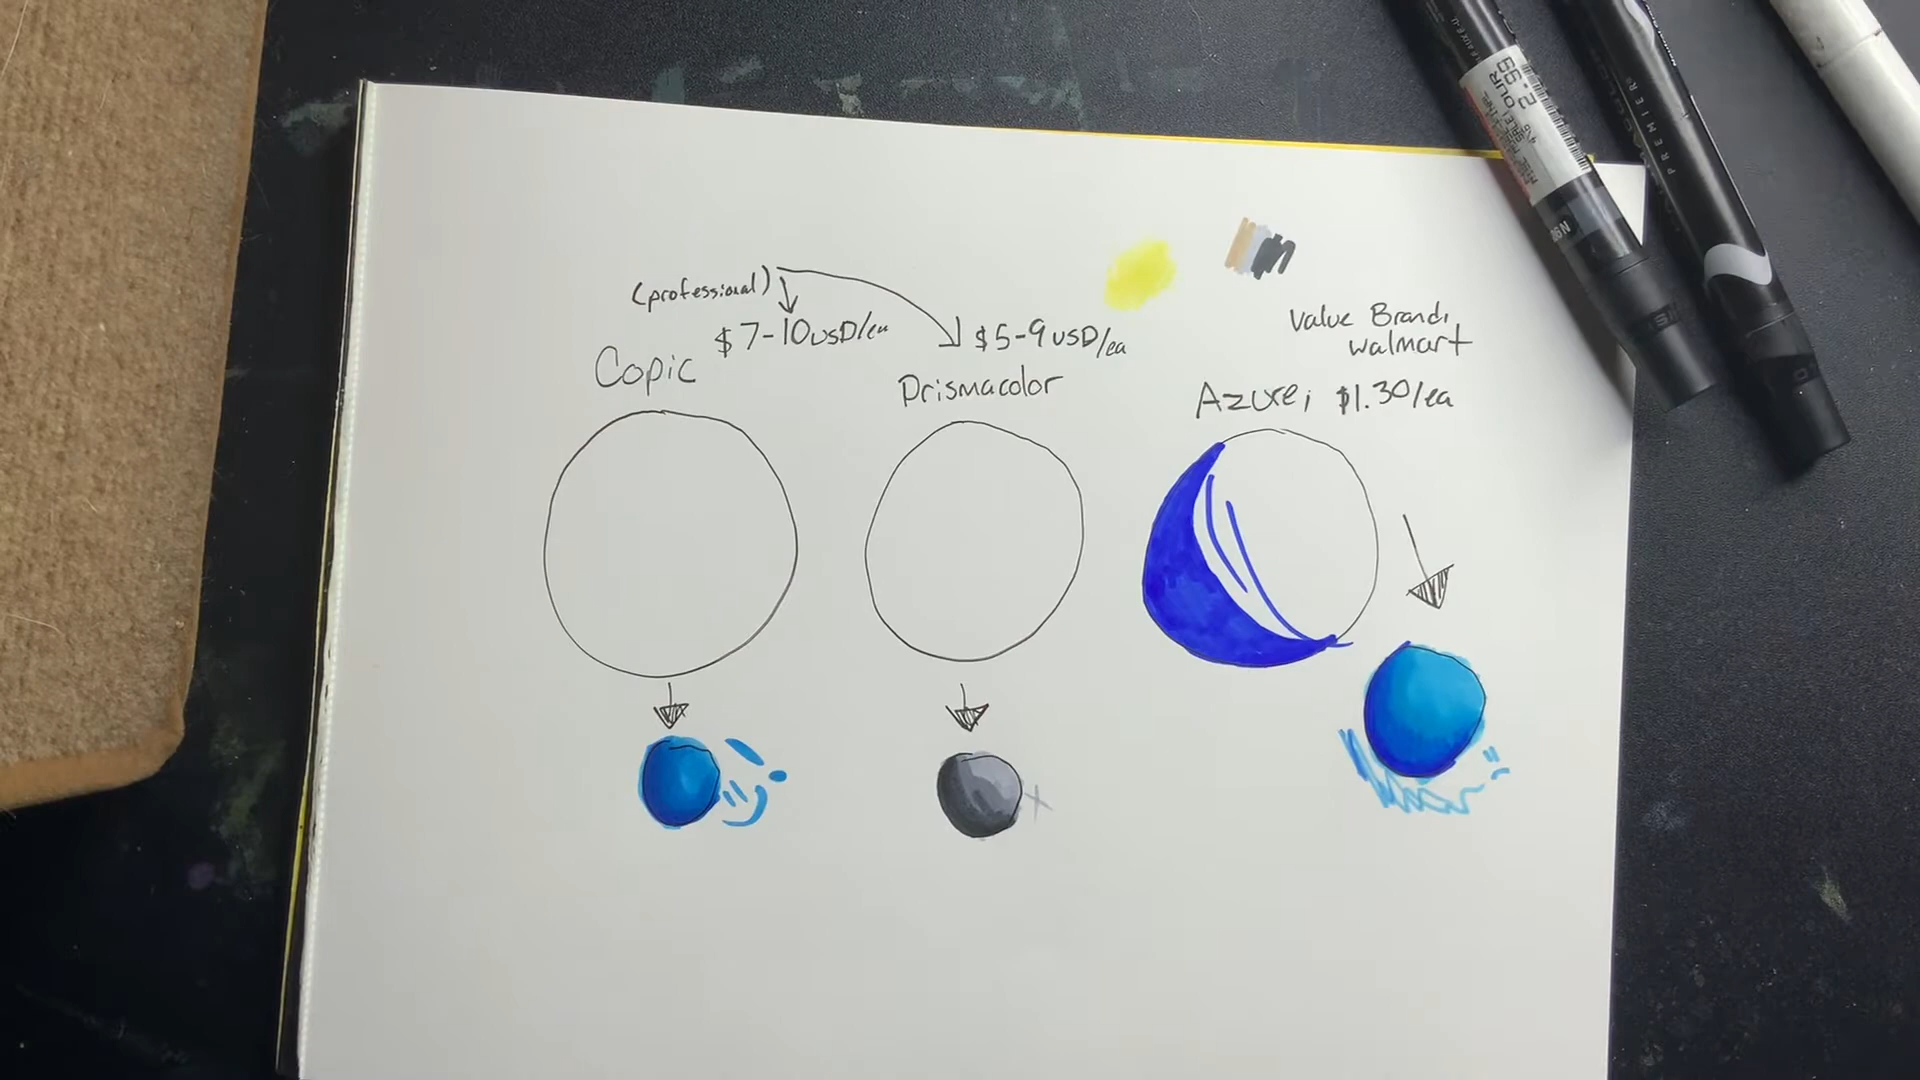 (professional)
$7-10USD/ea
Copic
$5-9USD/ea
Prismacolor
Value Brand,
Walmart
Azure, $1.30/ea
PREMIER